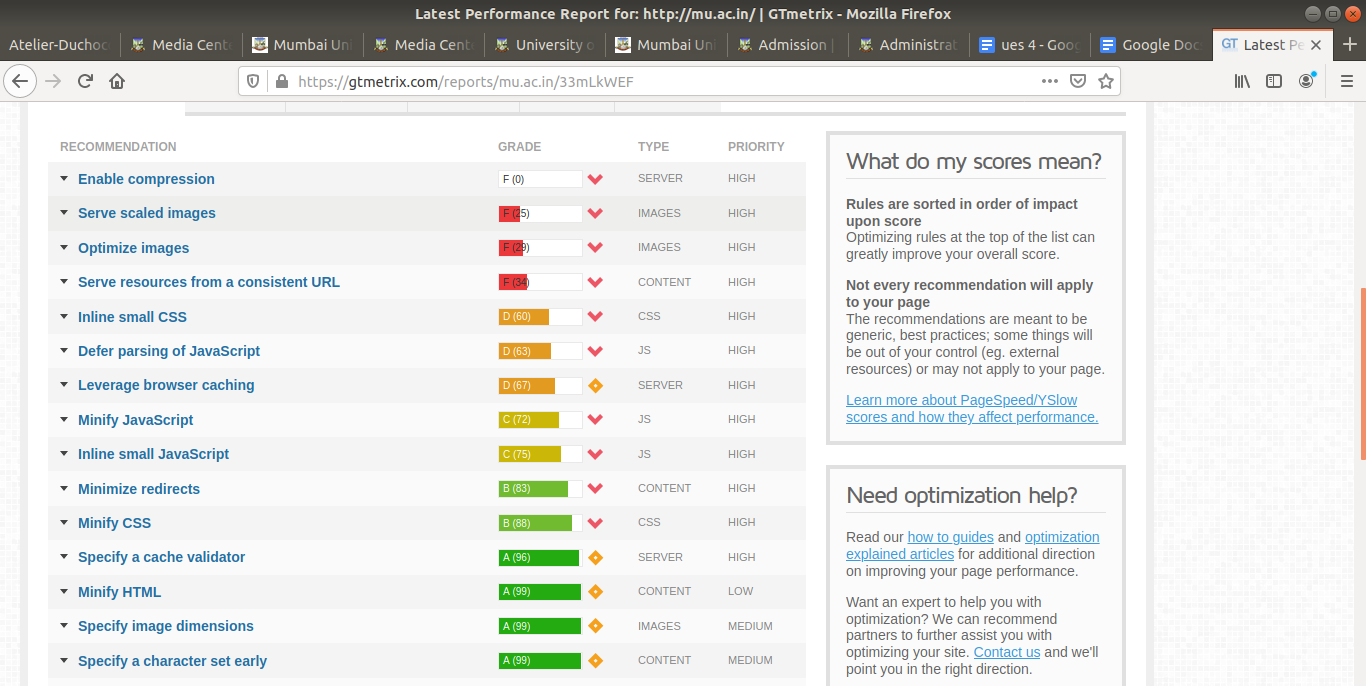 Latest Performance Report for: http://mu.ac.in/ | GTmetrix - Mozilla Firefox
Atelier-Duchoc
Media Cent
Mumbai Uni
Media Cent
University o
Mumbai Uni
Admission |
Administrat
ues 4 - Goog
Google Doc
GT Latest Pe
https://gtmetrix.com/reports/mu.ac.in/33mLkWEF
RECOMMENDATION GRADE TYPE PRIORITY
Enable compression F (0) SERVER HIGH
Serve scaled images F (25) IMAGES HIGH
Optimize images F (29) IMAGES HIGH
Serve resources from a consistent URL F (34) CONTENT HIGH
Inline small CSS D (60) CSS HIGH
Defer parsing of JavaScript D (63) JS HIGH
Leverage browser caching D (67) SERVER HIGH
Minify JavaScript C (72) JS HIGH
Inline small JavaScript C (75) JS HIGH
Minimize redirects B (83) CONTENT HIGH
Minify CSS B (88) CSS HIGH
Specify a cache validator A (96) SERVER HIGH
Minify HTML A (99) CONTENT LOW
Specify image dimensions A (99) IMAGES MEDIUM
Specify a character set early A (99) CONTENT MEDIUM
What do my scores mean?
Rules are sorted in order of impact
upon score
Optimizing rules at the top of the list can
greatly improve your overall score.
Not every recommendation will apply
to your page
The recommendations are meant to be
generic, best practices; some things will
be out of your control (eg. external
resources) or may not apply to your page.
Learn more about PageSpeed/YSlow
scores and how they affect performance.
Need optimization help?
Read our how to guides and optimization
explained articles for additional direction
on improving your page performance.
Want an expert to help you with
optimization? We can recommend
partners to further assist you with
optimizing your site. Contact us and we'll
point you in the right direction.